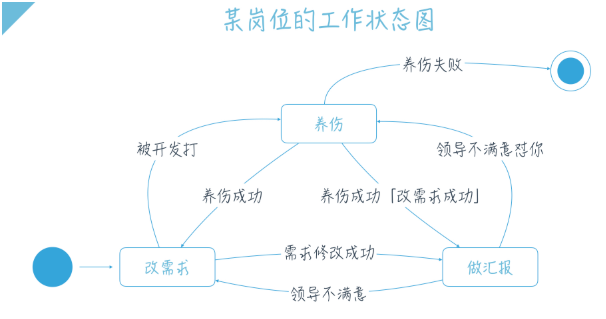 某岗位的工作状态图
养伤失败
养伤
被开发打
领导不满意怼你
养伤成功
养伤成功「改需求成功」
需求修改成功
改需求
做汇报
领导不满意